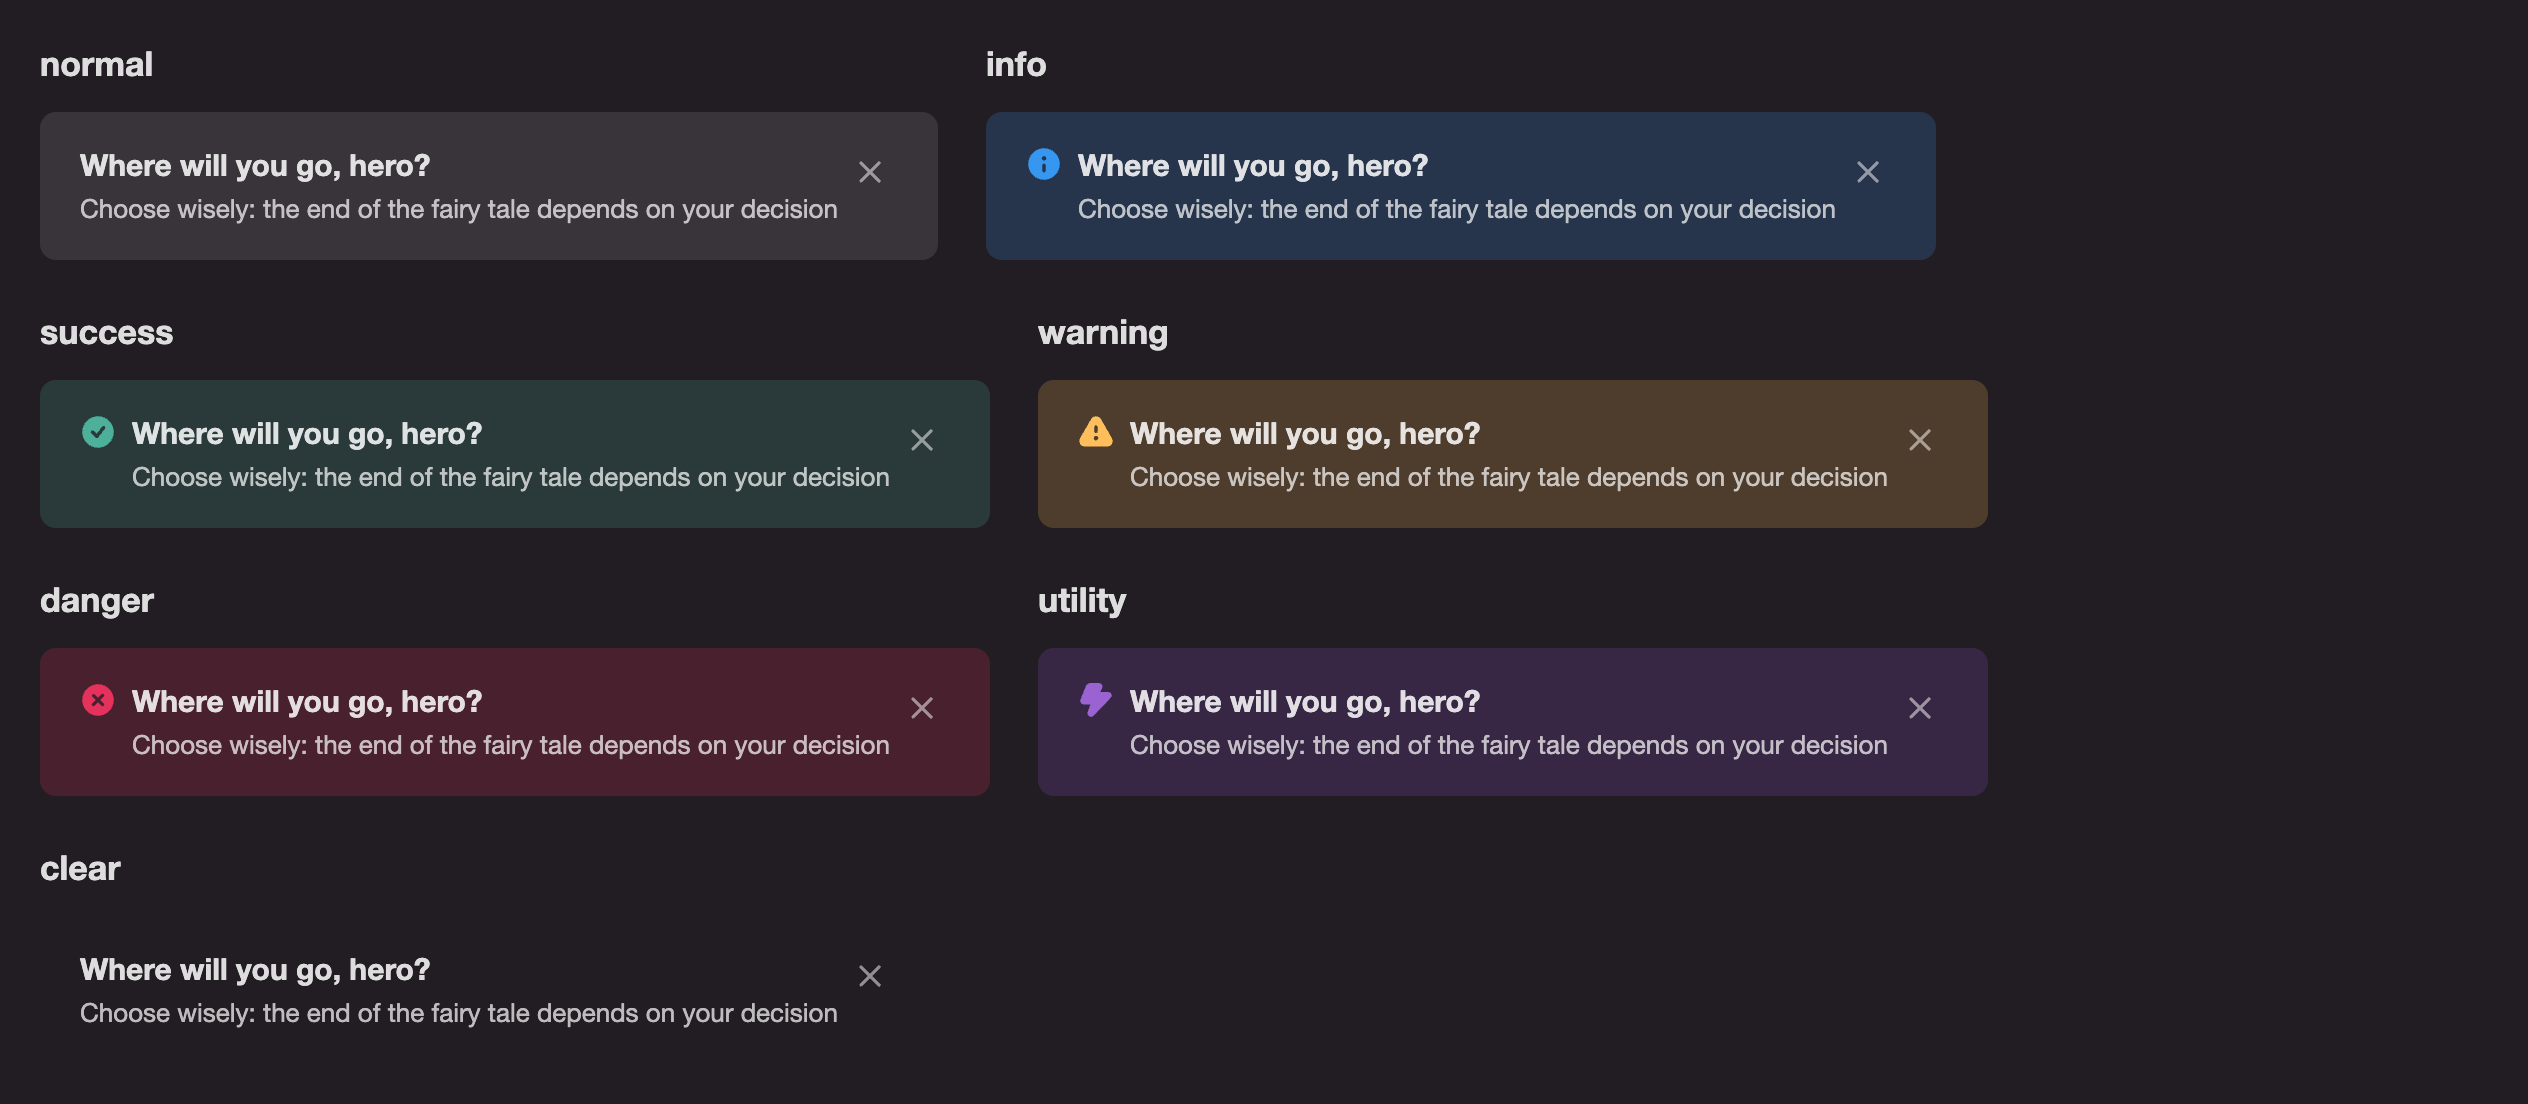 normal
Where will you go, hero?
Choose wisely: the end of the fairy tale depends on your decision
info
Where will you go, hero?
Choose wisely: the end of the fairy tale depends on your decision
success
Where will you go, hero?
Choose wisely: the end of the fairy tale depends on your decision
warning
Where will you go, hero?
Choose wisely: the end of the fairy tale depends on your decision
danger
Where will you go, hero?
Choose wisely: the end of the fairy tale depends on your decision
utility
Where will you go, hero?
Choose wisely: the end of the fairy tale depends on your decision
clear
Where will you go, hero?
Choose wisely: the end of the fairy tale depends on your decision